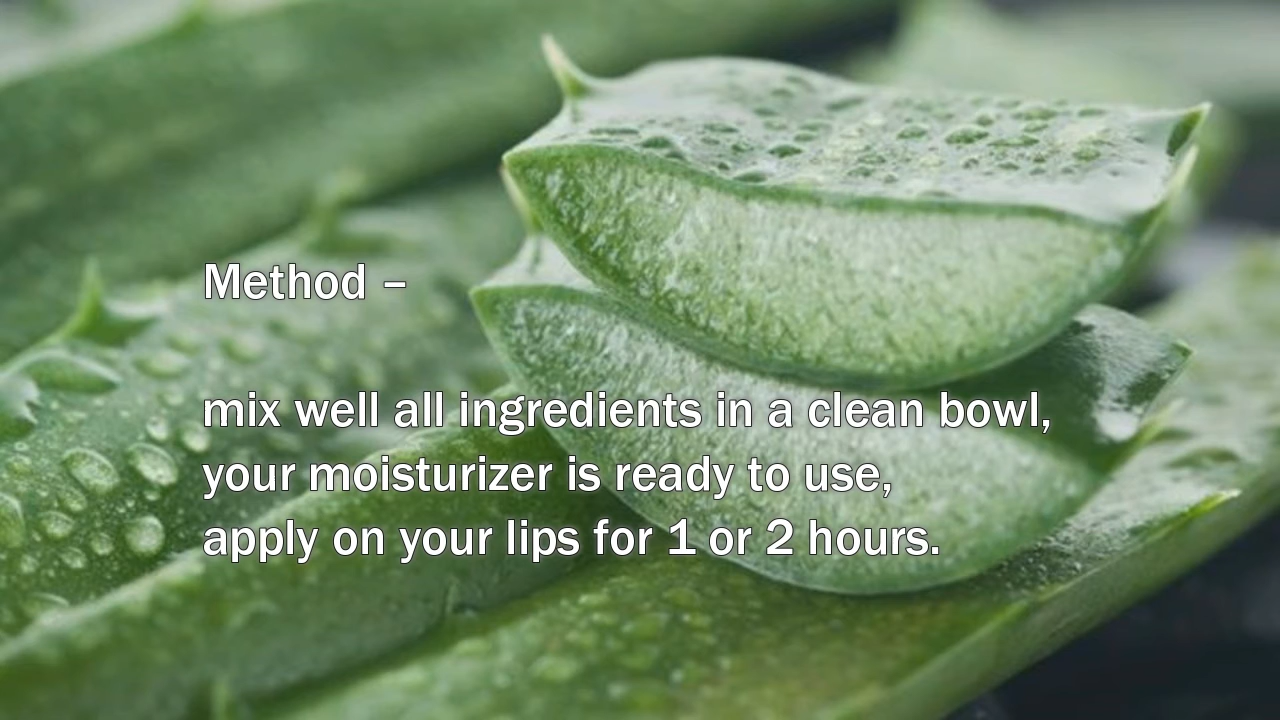 Method –
mix well all ingredients in a clean bowl,
your moisturizer is ready to use,
apply on your lips for 1 or 2 hours.